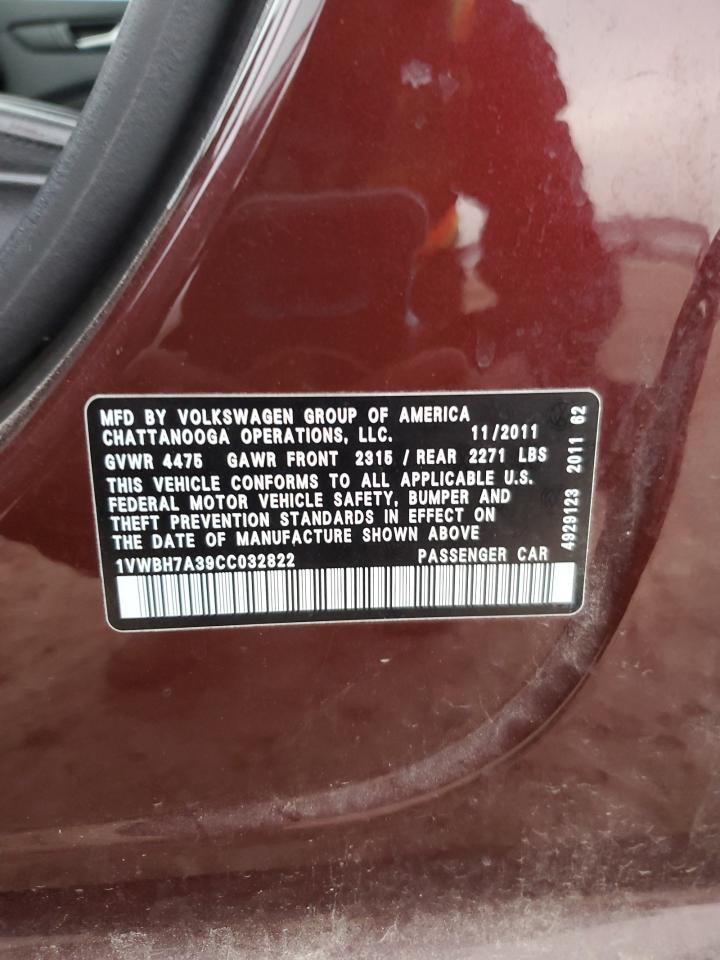 MFD BY VOLKSWAGEN GROUP OF AMERICA
CHATTANOOGA OPERATIONS, LLC. 11/2011
GVWR 4475 GAWR FRONT 2315 / REAR 2271 LBS
THIS VEHICLE CONFORMS TO ALL APPLICABLE U.S.
FEDERAL MOTOR VEHICLE SAFETY, BUMPER AND
THEFT PREVENTION STANDARDS IN EFFECT ON
THE DATE OF MANUFACTURE SHOWN ABOVE
1VWBH7A39CC032822 PASSENGER CAR
4929123 2011 62